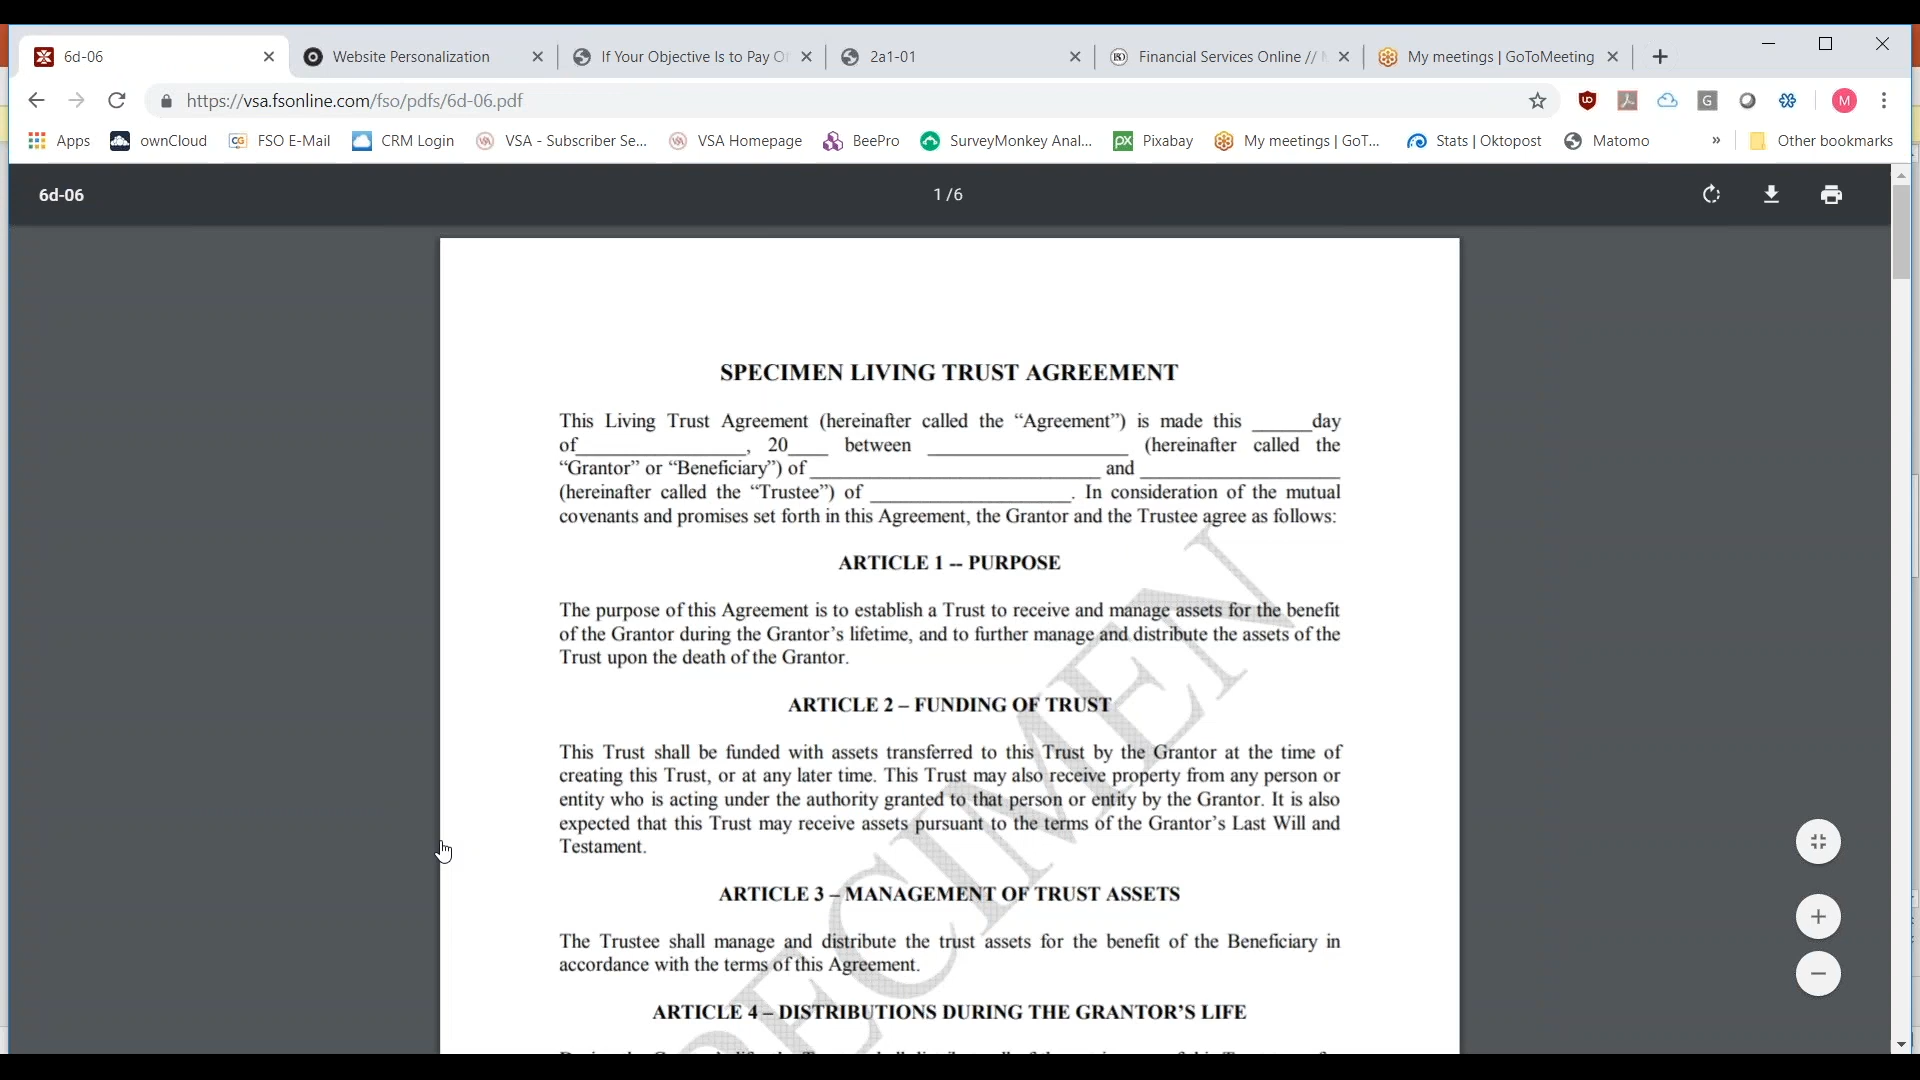 6d-06
Website Personalization
If Your Objective Is to Pay O
2a1-01
Financial Services Online //
My meetings | GoToMeeting
https://vsa.fsonline.com/fso/pdfs/6d-06.pdf
M
Apps
ownCloud
CG
FSO E-Mail
CRM Login
VSA - Subscriber Se...
VSA Homepage
BeePro
SurveyMonkey Anal...
px
Pixabay
My meetings | GoT...
Stats | Oktopost
Matomo
»
Other bookmarks
6d-06
1 / 6
SPECIMEN LIVING TRUST AGREEMENT
This Living Trust Agreement (hereinafter called the “Agreement”) is made this ______day
of_________________, 20____ between ____________________ (hereinafter called the
“Grantor” or “Beneficiary”) of _____________________________ and ____________________
(hereinafter called the “Trustee”) of ____________________. In consideration of the mutual
covenants and promises set forth in this Agreement, the Grantor and the Trustee agree as follows:
ARTICLE 1 -- PURPOSE
The purpose of this Agreement is to establish a Trust to receive and manage assets for the benefit
of the Grantor during the Grantor’s lifetime, and to further manage and distribute the assets of the
Trust upon the death of the Grantor.
ARTICLE 2 – FUNDING OF TRUST
This Trust shall be funded with assets transferred to this Trust by the Grantor at the time of
creating this Trust, or at any later time. This Trust may also receive property from any person or
entity who is acting under the authority granted to that person or entity by the Grantor. It is also
expected that this Trust may receive assets pursuant to the terms of the Grantor’s Last Will and
Testament.
ARTICLE 3 – MANAGEMENT OF TRUST ASSETS
The Trustee shall manage and distribute the trust assets for the benefit of the Beneficiary in
accordance with the terms of this Agreement.
ARTICLE 4 – DISTRIBUTIONS DURING THE GRANTOR’S LIFE
PECIMEN